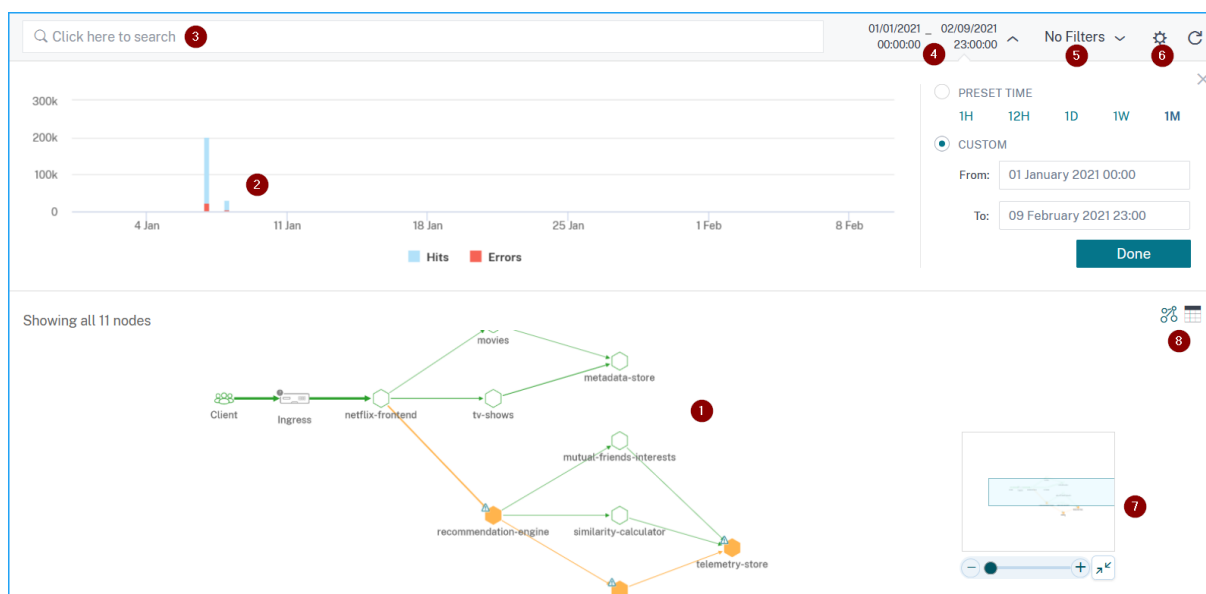 Click here to search 3
01/01/2021 _ 02/09/2021
00:00:00 23:00:00
4
No Filters
5
6
PRESET TIME
1H 12H 1D 1W 1M
CUSTOM
From: 01 January 2021 00:00
To: 09 February 2021 23:00
Done
300k
200k
100k
0
2
4 Jan 11 Jan 18 Jan 25 Jan 1 Feb 8 Feb
Hits Errors
Showing all 11 nodes
8
movies
metadata-store
Client
Ingress
netflix-frontend
tv-shows
1
mutual-friends-interests
recommendation-engine
similarity-calculator
telemetry-store
7